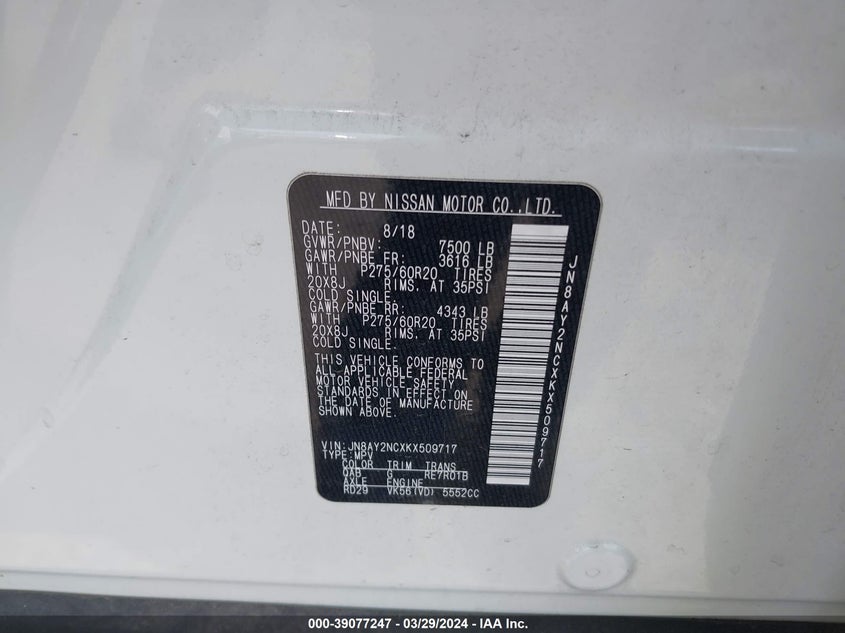 MFD BY NISSAN MOTOR CO.,LTD.
DATE: 8/18
GVWR/PNBV: 7500 LB
GAWR/PNBE FR: 3616 LB
WITH P275/60R20 TIRES
20X8J RIMS. AT 35PSI
COLD SINGLE.
GAWR/PNBE RR: 4343 LB
WITH P275/60R20 TIRES
20X8J RIMS. AT 35PSI
COLD SINGLE.
THIS VEHICLE CONFORMS TO
ALL APPLICABLE FEDERAL
MOTOR VEHICLE SAFETY
STANDARDS IN EFFECT ON
THE DATE OF MANUFACTURE
SHOWN ABOVE.
VIN:JN8AY2NCXKX509717
TYPE:MPV
COLOR TRIM TRANS
QAB G RE7R01B
AXLE ENGINE
RD29 VK56(VD) 5552CC
JN8AY2NCXKX509717
000-39077247 - 03/29/2024 - IAA Inc.